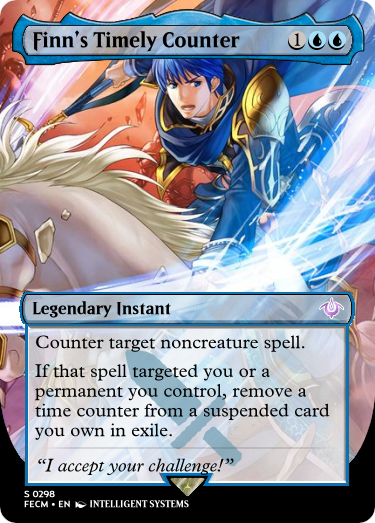 Finn's Timely Counter 1
Legendary Instant
Counter target noncreature spell.
If that spell targeted you or a
permanent you control, remove a
time counter from a suspended card
you own in exile.
"I accept your challenge!"
S 0298
FECM • EN INTELLIGENT SYSTEMS